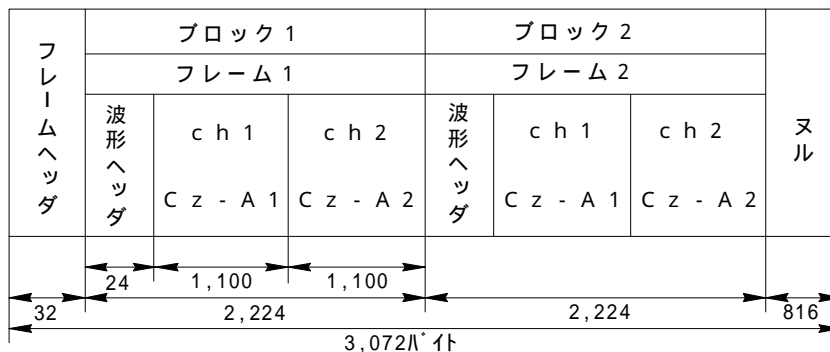 フレームヘッダ
ブロック1
ブロック2
ヌル
フレーム1
フレーム2
波形ヘッダ
ch1
Cz-A1
ch2
Cz-A2
波形ヘッダ
ch1
Cz-A1
ch2
Cz-A2
24
1,100
1,100
32
2,224
2,224
816
3,072バイト